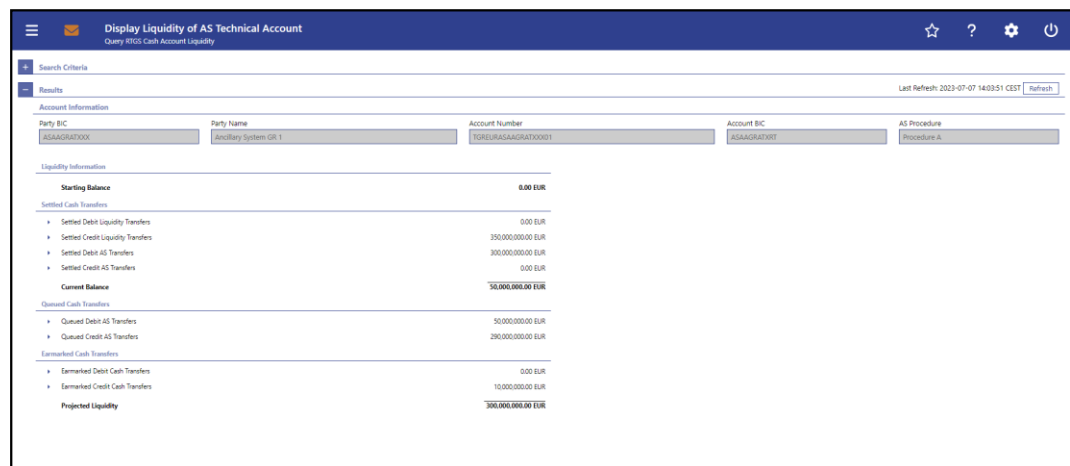 Display Liquidity of AS Technical Account
Query RTGS Cash Account Liquidity
?
+ Search Criteria
− Results Last Refresh: 2023-07-07 14:03:51 CEST Refresh
Account Information
Party BIC Party Name Account Number Account BIC AS Procedure
ASAAGRATXXX Ancillary System GR 1 TGREURASAAGRATXXX01 ASAAGRATXRT Procedure A
Liquidity Information
Starting Balance 0.00 EUR
Settled Cash Transfers
Settled Debit Liquidity Transfers 0.00 EUR
Settled Credit Liquidity Transfers 350,000,000.00 EUR
Settled Debit AS Transfers 300,000,000.00 EUR
Settled Credit AS Transfers 0.00 EUR
Current Balance 50,000,000.00 EUR
Queued Cash Transfers
Queued Debit AS Transfers 50,000,000.00 EUR
Queued Credit AS Transfers 290,000,000.00 EUR
Earmarked Cash Transfers
Earmarked Debit Cash Transfers 0.00 EUR
Earmarked Credit Cash Transfers 10,000,000.00 EUR
Projected Liquidity 300,000,000.00 EUR